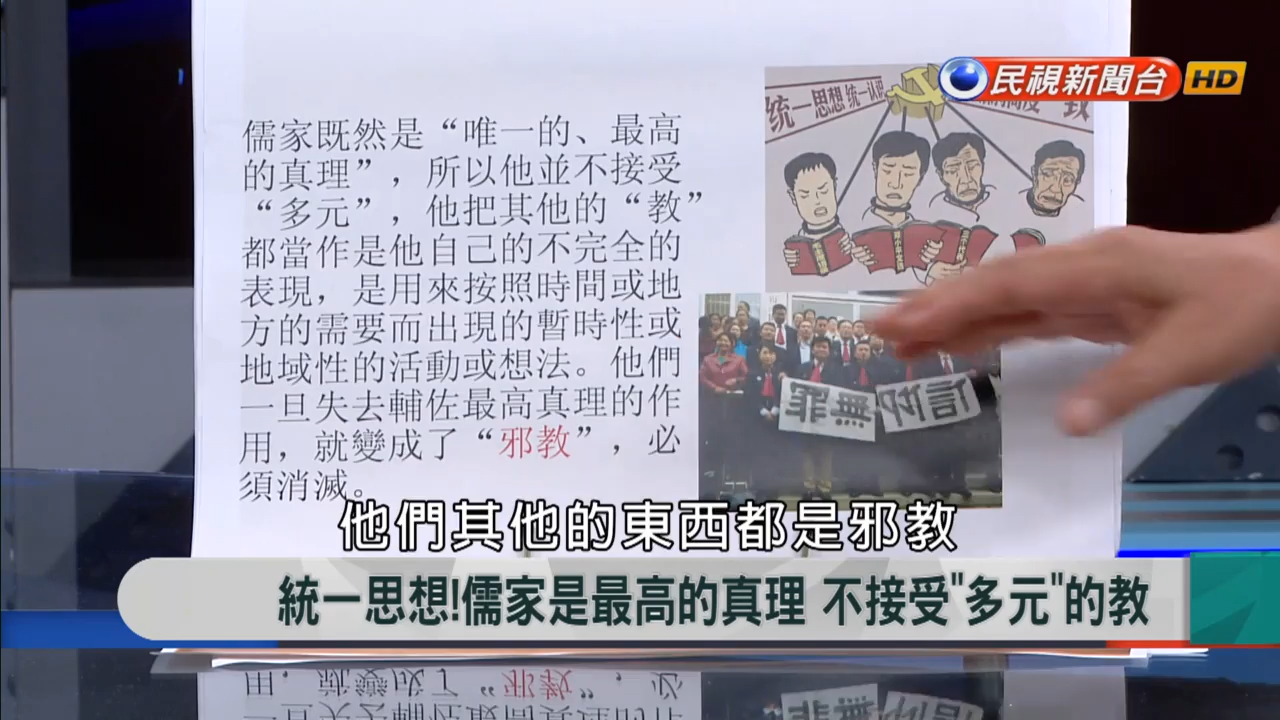 民視新聞台 HD
统一思想 统一认识
致
儒家既然是“唯一的、最高
的真理”，所以他並不接受
“多元”，他把其他的“教”
都當作是他自己的不完全的
表現，是用來按照時間或地
方的需要而出現的暫時性或
地域性的活動或想法。他們
一旦失去輔佐最高真理的作
用，就變成了“邪教”，必
須消滅。
信仰
無罪
他們其他的東西都是邪教
統一思想!儒家是最高的真理 不接受"多元"的教